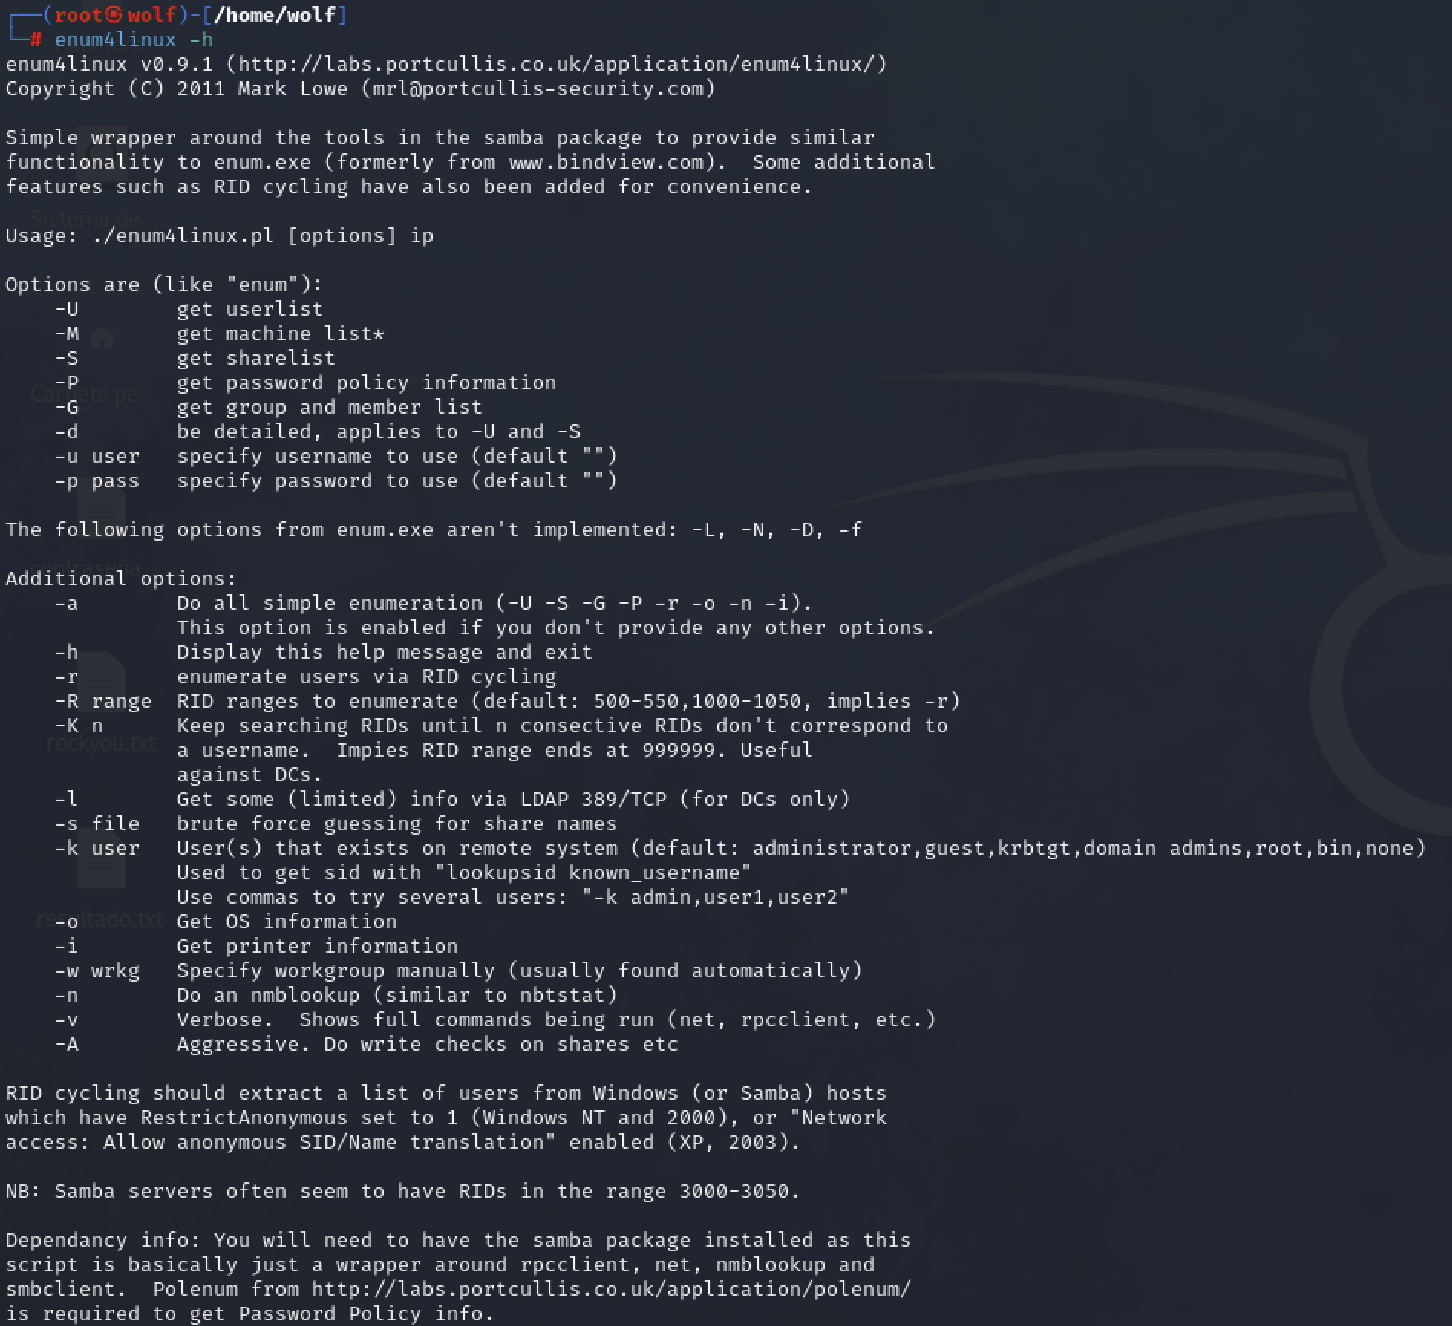 ┌──(root㉿wolf)-[/home/wolf]
└─# enum4linux -h
enum4linux v0.9.1 (http://labs.portcullis.co.uk/application/enum4linux/)
Copyright (C) 2011 Mark Lowe (mrl@portcullis-security.com)

Simple wrapper around the tools in the samba package to provide similar
functionality to enum.exe (formerly from www.bindview.com).  Some additional
features such as RID cycling have also been added for convenience.

Usage: ./enum4linux.pl [options] ip

Options are (like "enum"):
    -U        get userlist
    -M        get machine list*
    -S        get sharelist
    -P        get password policy information
    -G        get group and member list
    -d        be detailed, applies to -U and -S
    -u user   specify username to use (default "")
    -p pass   specify password to use (default "")

The following options from enum.exe aren't implemented: -L, -N, -D, -f

Additional options:
    -a        Do all simple enumeration (-U -S -G -P -r -o -n -i).
              This option is enabled if you don't provide any other options.
    -h        Display this help message and exit
    -r        enumerate users via RID cycling
    -R range  RID ranges to enumerate (default: 500-550,1000-1050, implies -r)
    -K n      Keep searching RIDs until n consective RIDs don't correspond to
              a username.  Impies RID range ends at 999999. Useful
              against DCs.
    -l        Get some (limited) info via LDAP 389/TCP (for DCs only)
    -s file   brute force guessing for share names
    -k user   User(s) that exists on remote system (default: administrator,guest,krbtgt,domain admins,root,bin,none)
              Used to get sid with "lookupsid known_username"
              Use commas to try several users: "-k admin,user1,user2"
    -o        Get OS information
    -i        Get printer information
    -w wrkg   Specify workgroup manually (usually found automatically)
    -n        Do an nmblookup (similar to nbtstat)
    -v        Verbose.  Shows full commands being run (net, rpcclient, etc.)
    -A        Aggressive. Do write checks on shares etc

RID cycling should extract a list of users from Windows (or Samba) hosts
which have RestrictAnonymous set to 1 (Windows NT and 2000), or "Network
access: Allow anonymous SID/Name translation" enabled (XP, 2003).

NB: Samba servers often seem to have RIDs in the range 3000-3050.

Dependancy info: You will need to have the samba package installed as this
script is basically just a wrapper around rpcclient, net, nmblookup and
smbclient.  Polenum from http://labs.portcullis.co.uk/application/polenum/
is required to get Password Policy info.
Sistema de
Carpeta pe...
contraseña
rockyou.txt
resultado.txt